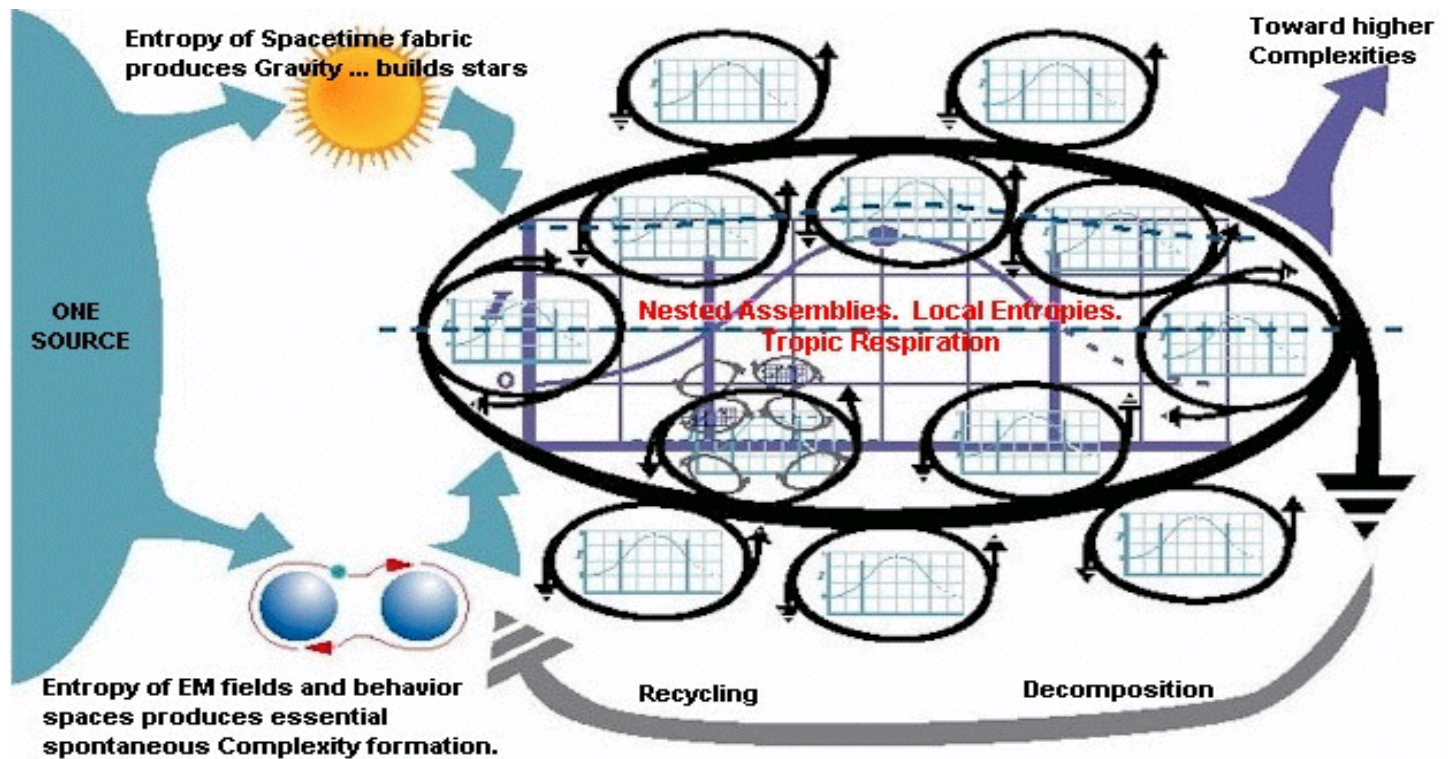 Entropy of Spacetime fabric
produces Gravity ... builds stars
Toward higher
Complexities
ONE
SOURCE
Nested Assemblies. Local Entropies.
Tropic Respiration
Entropy of EM fields and behavior
spaces produces essential
spontaneous Complexity formation.
Recycling
Decomposition